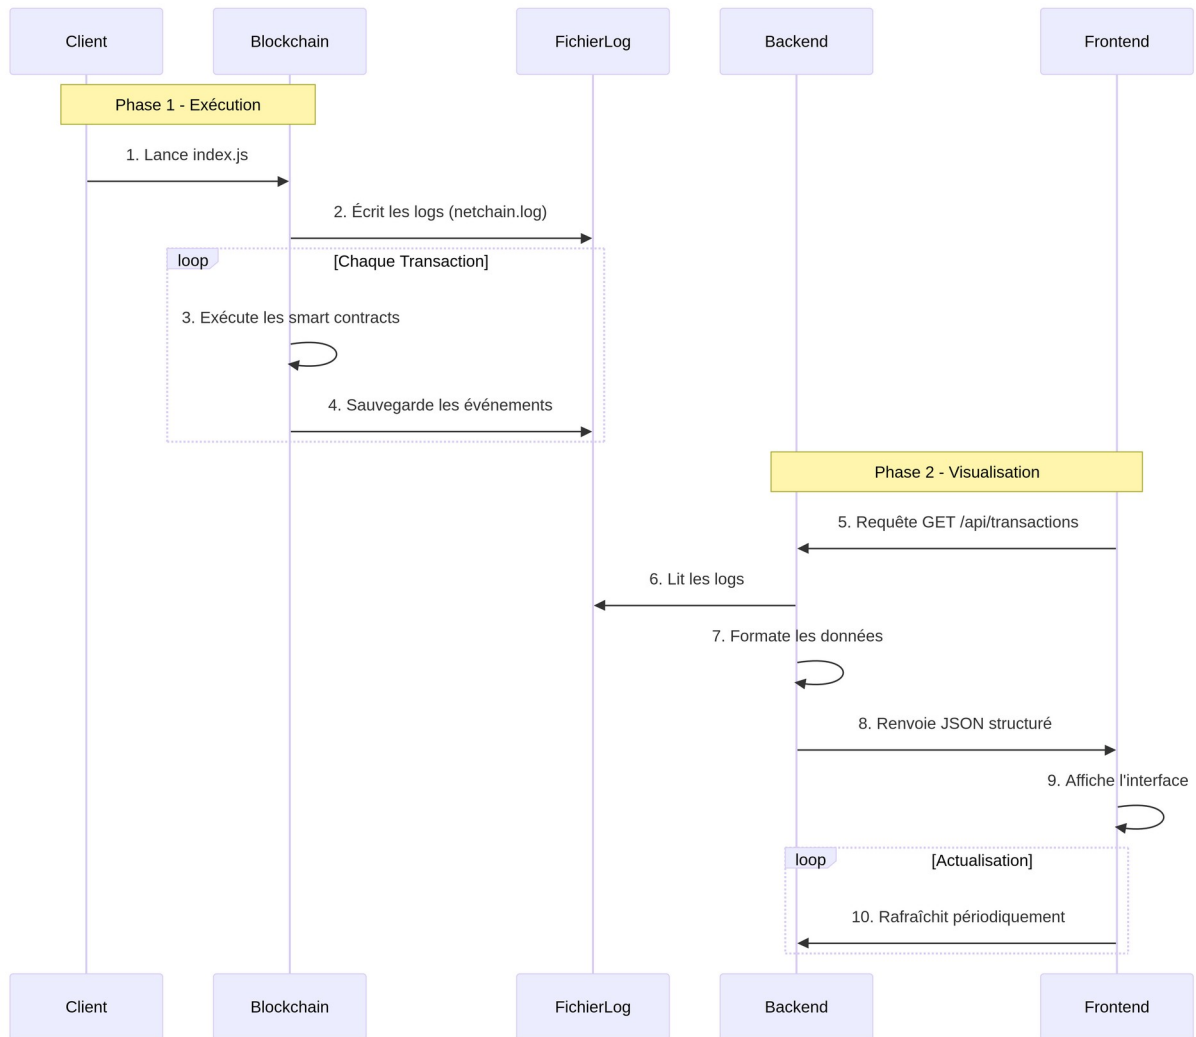 Client
Blockchain
FichierLog
Backend
Frontend
Phase 1 - Exécution
1. Lance index.js
2. Écrit les logs (netchain.log)
loop
[Chaque Transaction]
3. Exécute les smart contracts
4. Sauvegarde les événements
Phase 2 - Visualisation
5. Requête GET /api/transactions
6. Lit les logs
7. Formate les données
8. Renvoie JSON structuré
9. Affiche l'interface
loop
[Actualisation]
10. Rafraîchit périodiquement
Client
Blockchain
FichierLog
Backend
Frontend